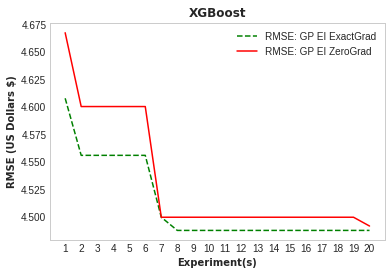 XGBoost
RMSE: GP EI ExactGrad
RMSE: GP EI ZeroGrad
RMSE (US Dollars $)
4.675
4.650
4.625
4.600
4.575
4.550
4.525
4.500
1 2 3 4 5 6 7 8 9 10 11 12 13 14 15 16 17 18 19 20
Experiment(s)